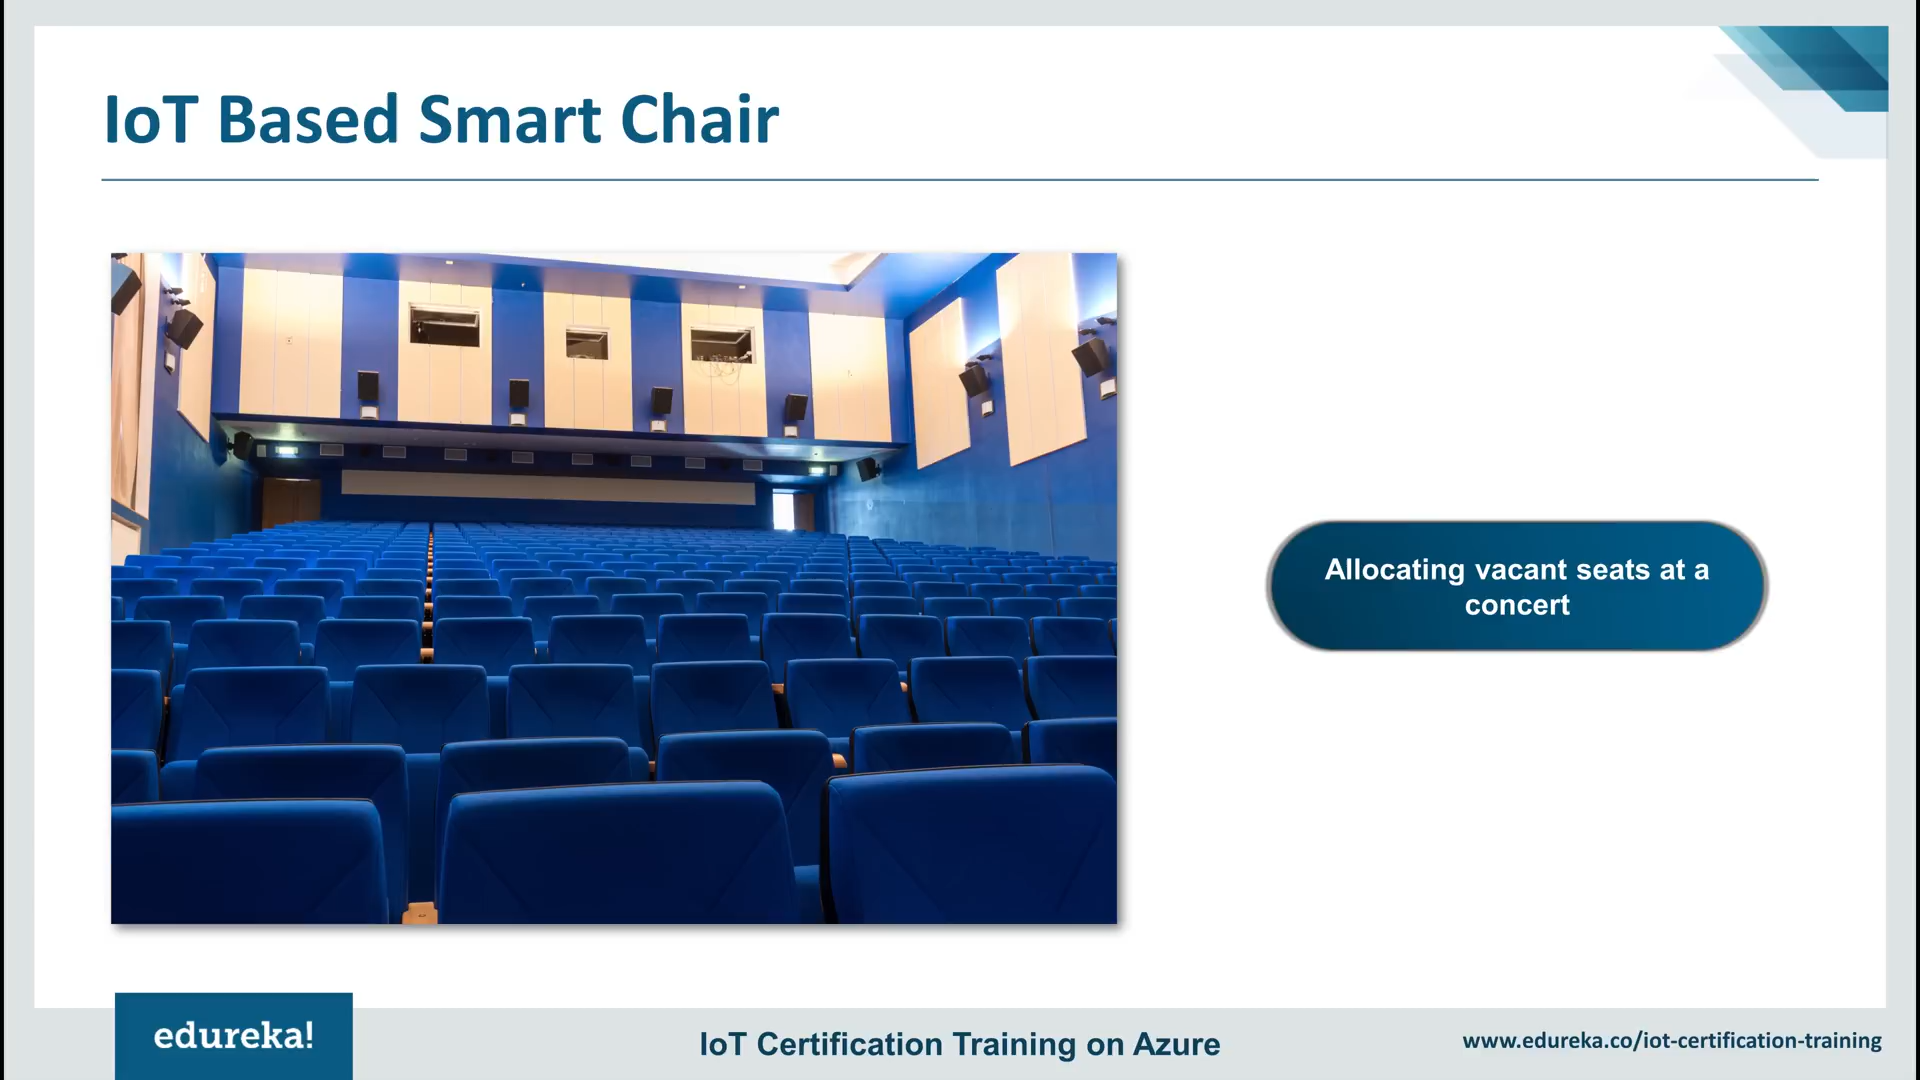 IoT Based Smart Chair
Allocating vacant seats at a
concert
edureka!
IoT Certification Training on Azure
www.edureka.co/iot-certification-training